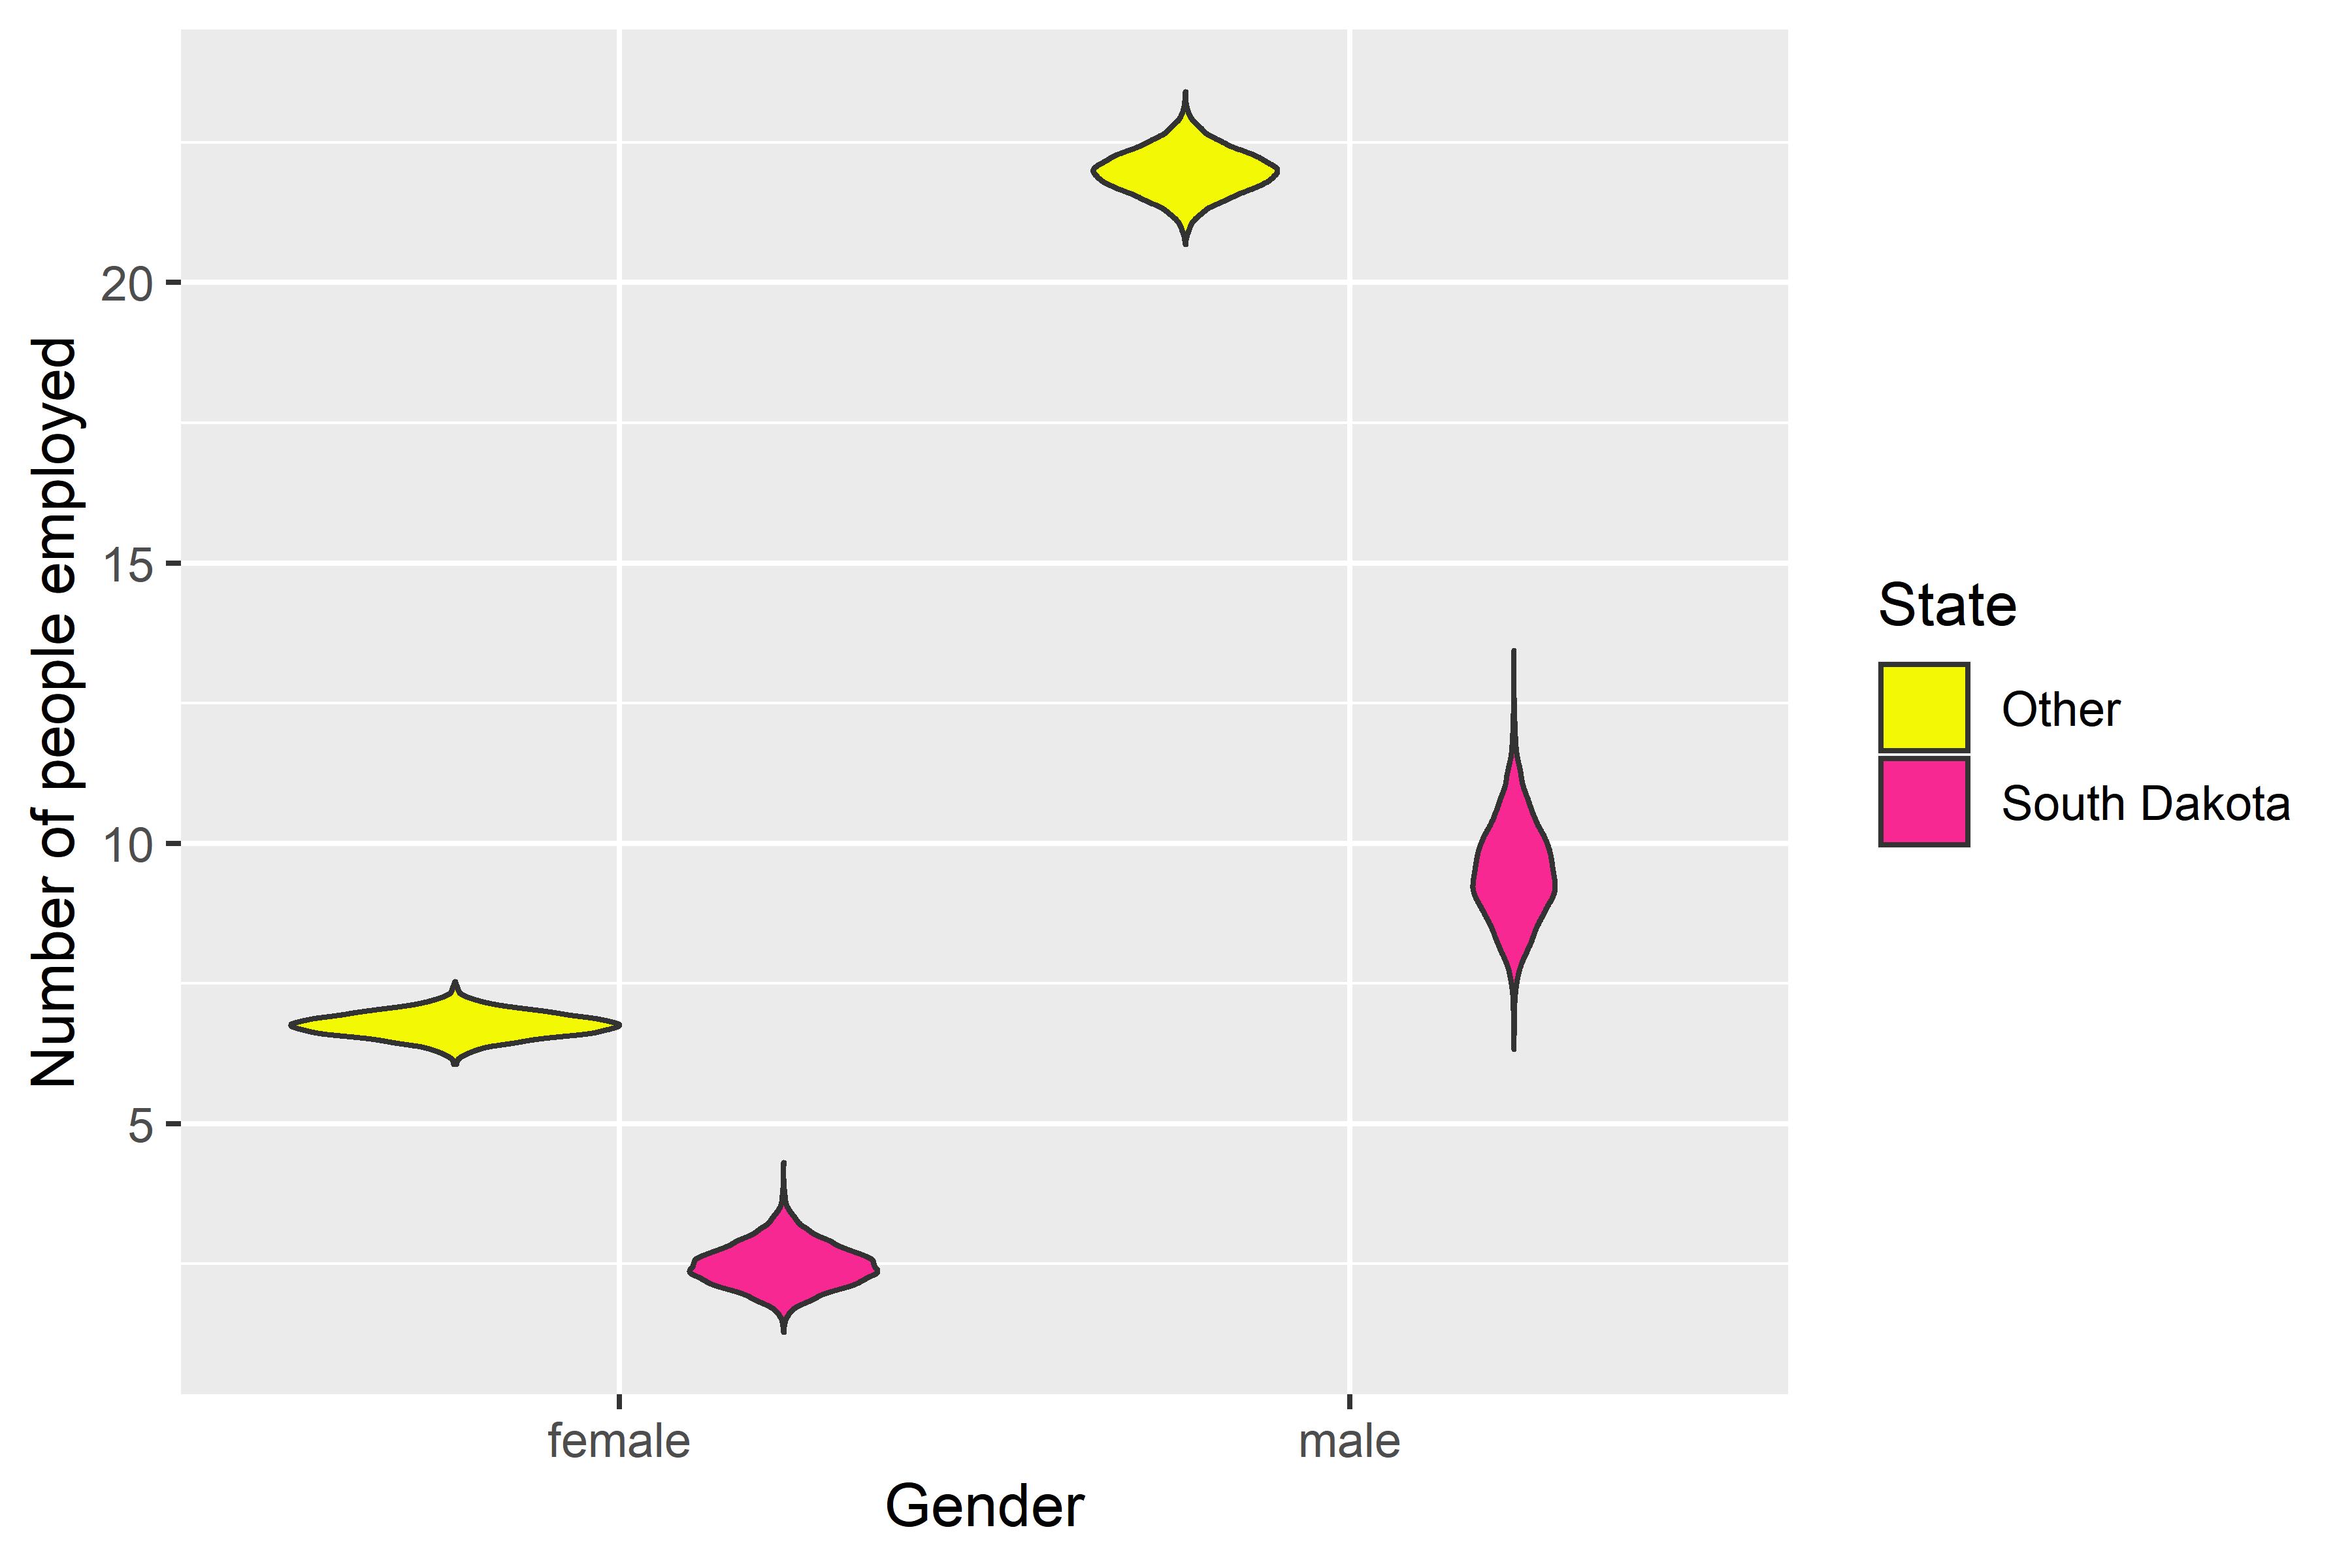 Number of people employed
20
15
10
5
female
male
Gender
State
Other
South Dakota